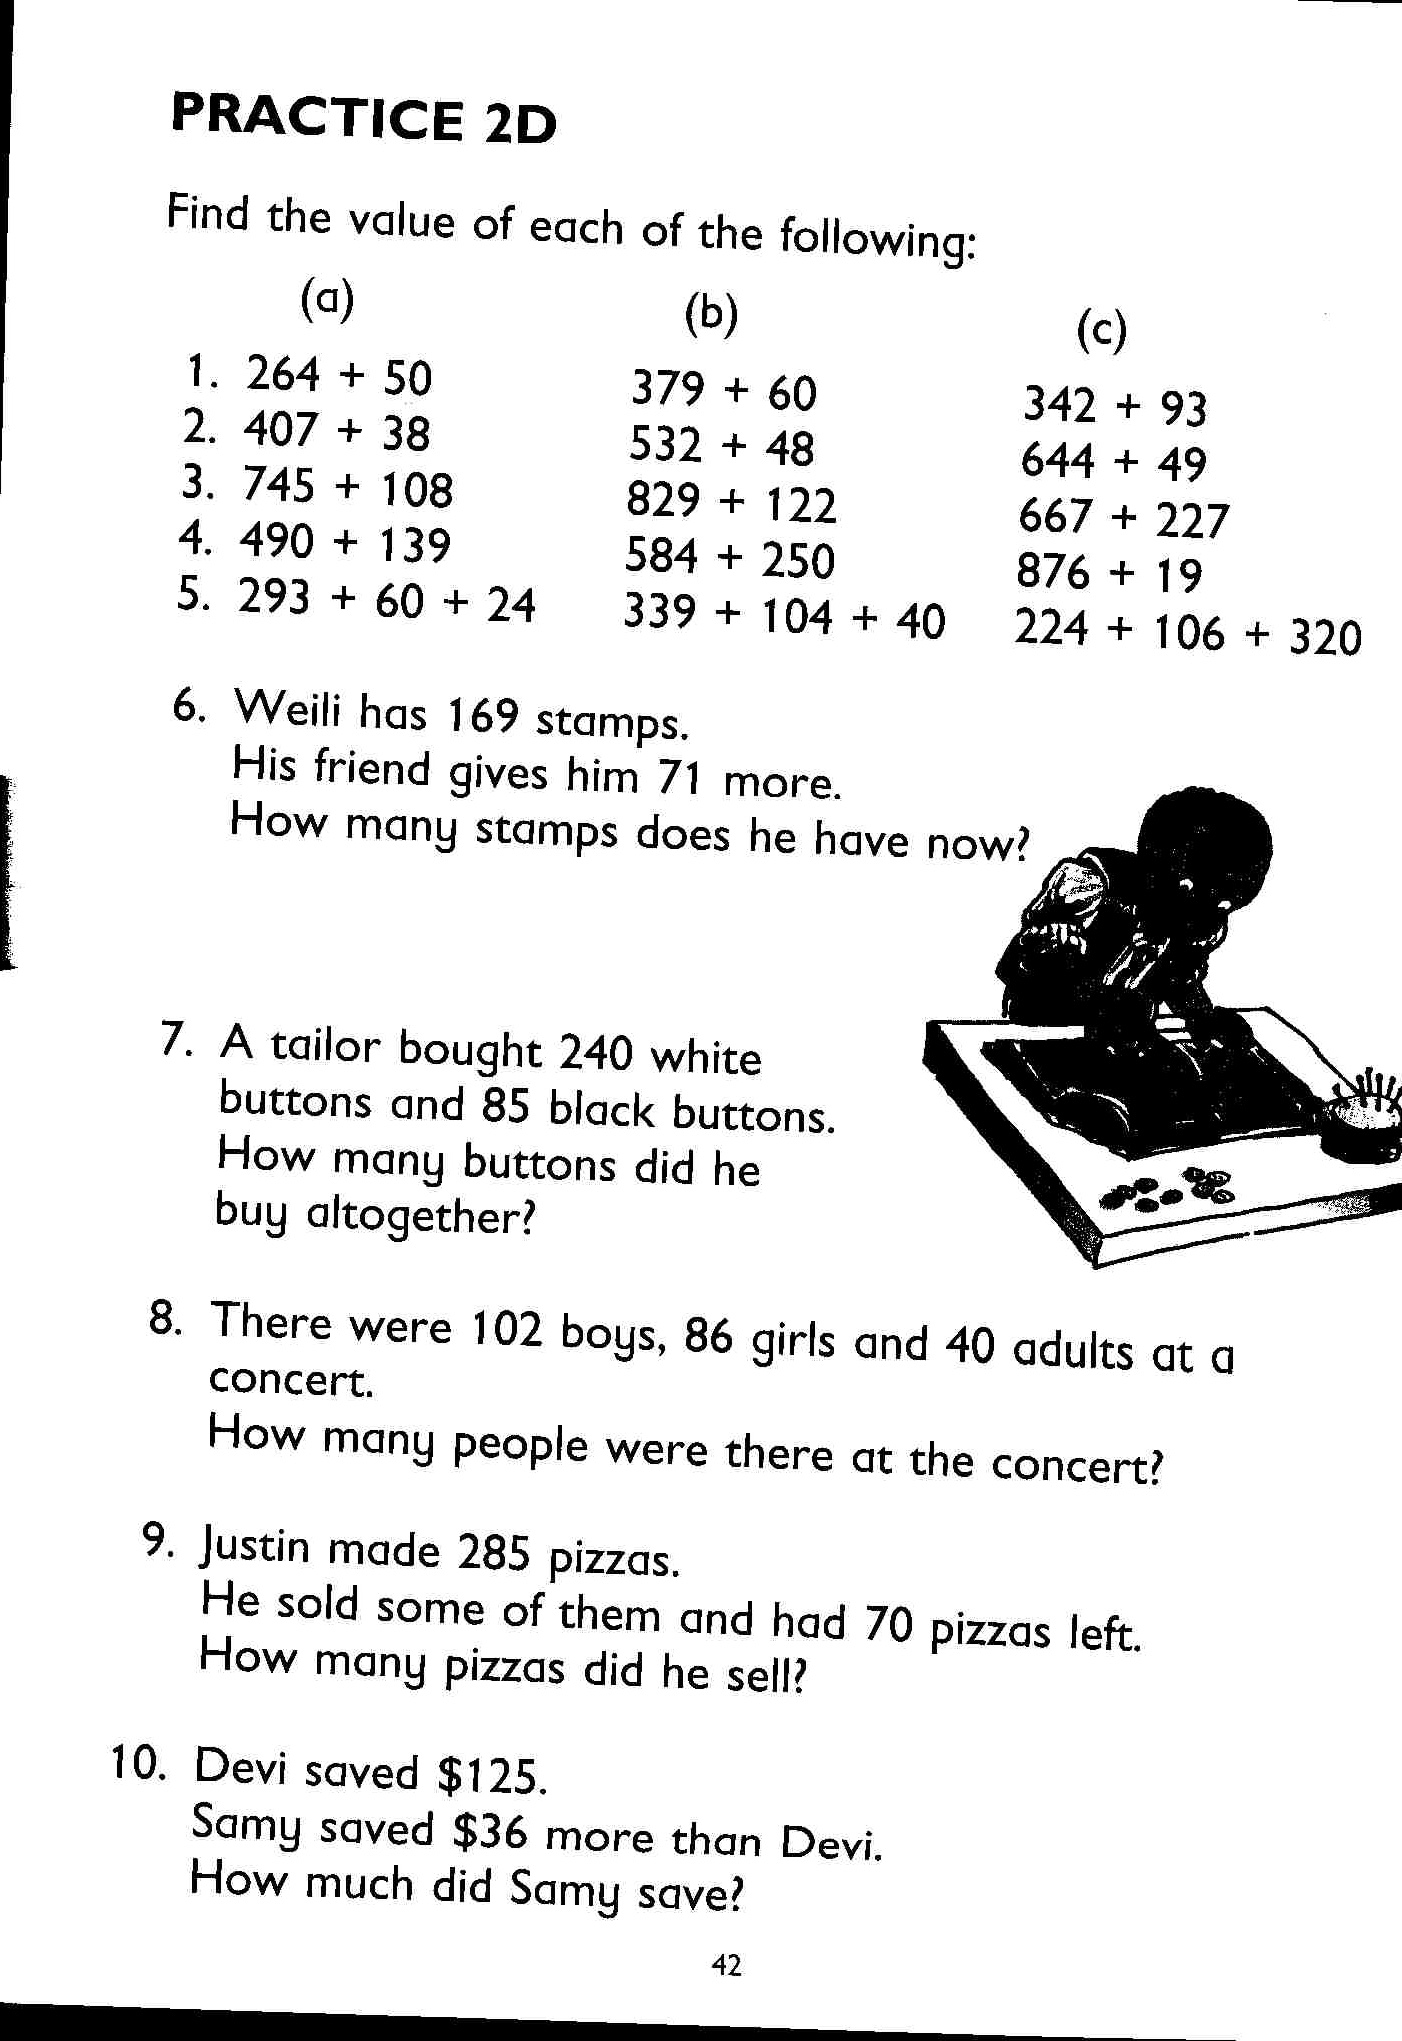 PRACTICE 2D
Find the value of each of the following:
(a) (b) (c)
1. 264 + 50 379 + 60 342 + 93
2. 407 + 38 532 + 48 644 + 49
3. 745 + 108 829 + 122 667 + 227
4. 490 + 139 584 + 250 876 + 19
5. 293 + 60 + 24 339 + 104 + 40 224 + 106 + 320
6. Weili has 169 stamps.
His friend gives him 71 more.
How many stamps does he have now?
7. A tailor bought 240 white
buttons and 85 black buttons.
How many buttons did he
buy altogether?
8. There were 102 boys, 86 girls and 40 adults at a
concert.
How many people were there at the concert?
9. Justin made 285 pizzas.
He sold some of them and had 70 pizzas left.
How many pizzas did he sell?
10. Devi saved $125.
Samy saved $36 more than Devi.
How much did Samy save?
42